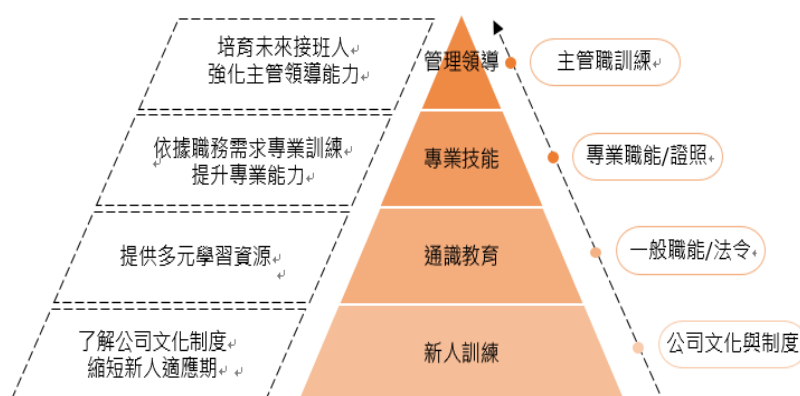 培育未來接班人
強化主管領導能力
管理領導
主管職訓練
依據職務需求專業訓練
提升專業能力
專業技能
專業職能/證照
提供多元學習資源
通識教育
一般職能/法令
了解公司文化制度
縮短新人適應期
新人訓練
公司文化與制度